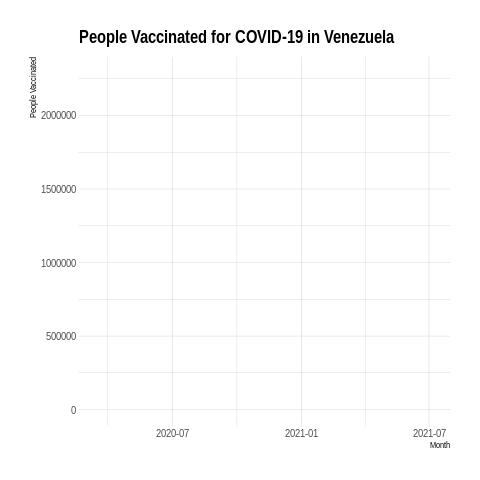 People Vaccinated for COVID-19 in Venezuela
People Vaccinated
2000000
1500000
1000000
500000
0
2020-07 2021-01 2021-07
Month